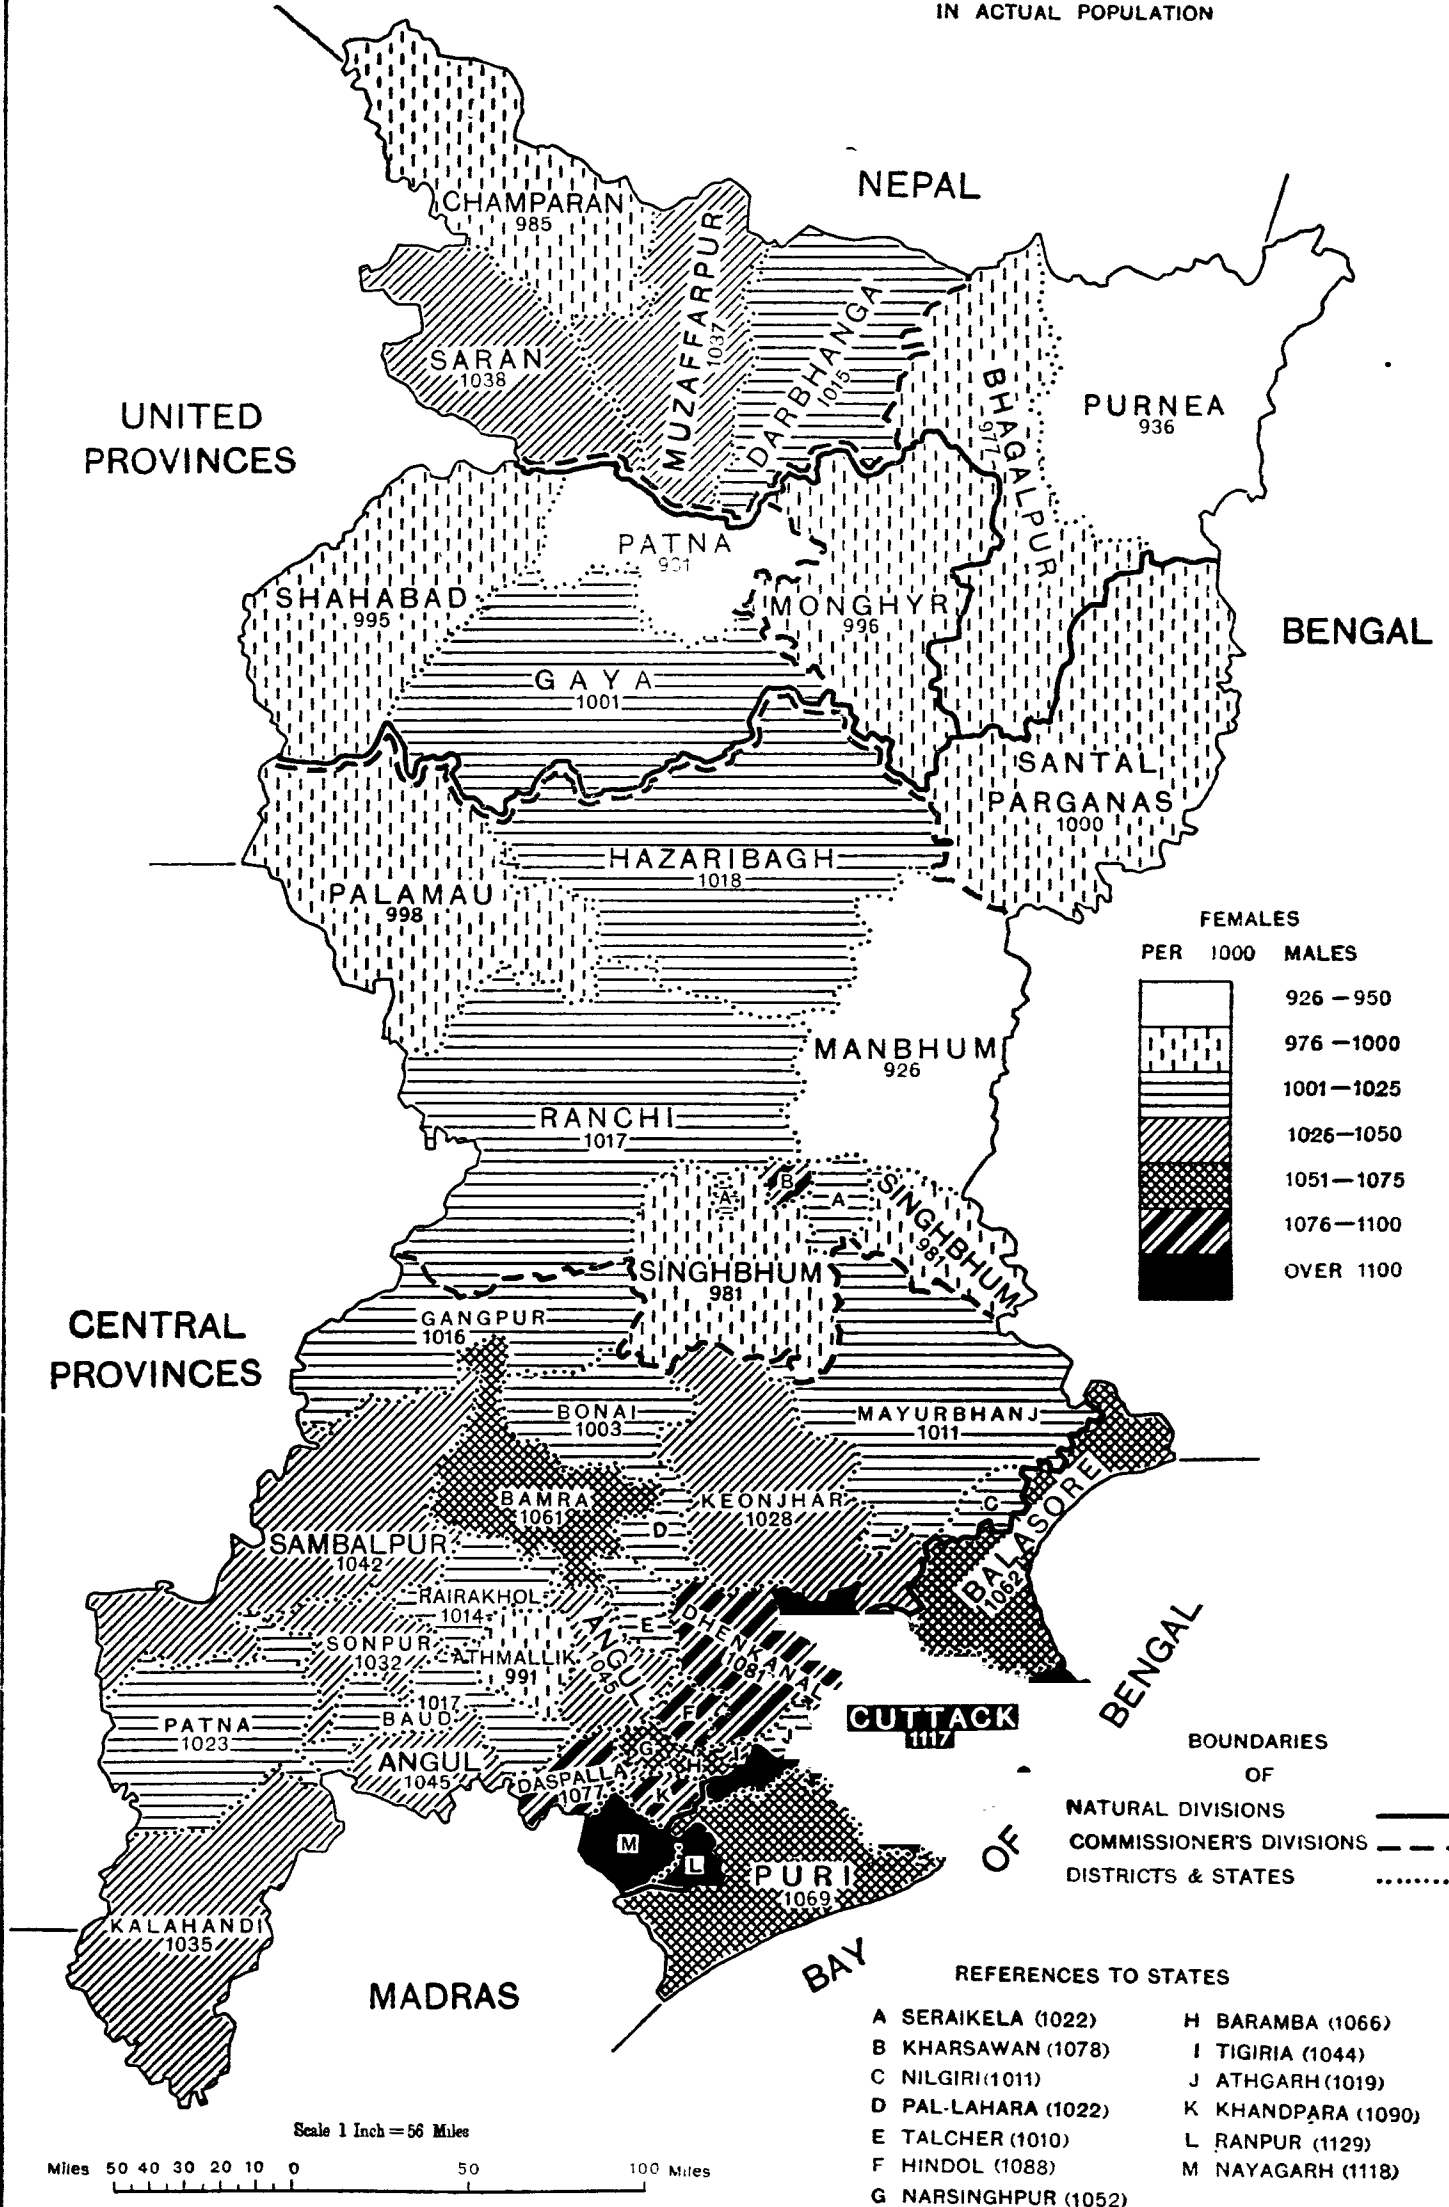 IN ACTUAL POPULATION
NEPAL
CHAMPARAN
985
MUZAFFARPUR
1037
SARAN
1038
DARBHANGA
1015
BHAGALPUR
977
PURNEA
936
UNITED
PROVINCES
PATNA
SHAHABAD
995
MONGHYR
996
BENGAL
GAYA
1001
SANTAL
PARGANAS
1000
HAZARIBAGH
1018
PALAMAU
998
FEMALES
PER 1000 MALES
926—950
976—1000
1001—1025
1026—1050
1051—1075
1076—1100
OVER 1100
MANBHUM
926
RANCHI
1017
A
B
A
SINGHBHUM
981
SINGHBHUM
981
CENTRAL
PROVINCES
GANGPUR
1016
BONAI
1003
MAYURBHANJ
1011
BAMRA
1061
KEONJHAR
1028
C
D
BALASORE
1062
SAMBALPUR
1042
RAIRAKHOL
1014
E
DHENKANAL
ANGUL
1045
SONPUR
1032
ATHMALLIK
991
F
J
CUTTACK
1117
PATNA
1023
1017
BAUD
ANGUL
1045
G
H
I
DASPALLA
1077
K
M
L
PURI
1069
BAY OF BENGAL
BOUNDARIES
OF
NATURAL DIVISIONS
COMMISSIONER'S DIVISIONS
DISTRICTS & STATES
KALAHANDI
1035
MADRAS
REFERENCES TO STATES
A SERAIKELA (1022)
B KHARSAWAN (1078)
C NILGIRI (1011)
D PAL-LAHARA (1022)
E TALCHER (1010)
F HINDOL (1088)
G NARSINGHPUR (1052)
H BARAMBA (1066)
I TIGIRIA (1044)
J ATHGARH (1019)
K KHANDPARA (1090)
L RANPUR (1129)
M NAYAGARH (1118)
Scale 1 Inch = 56 Miles
Miles 50 40 30 20 10 0 50 100 Miles